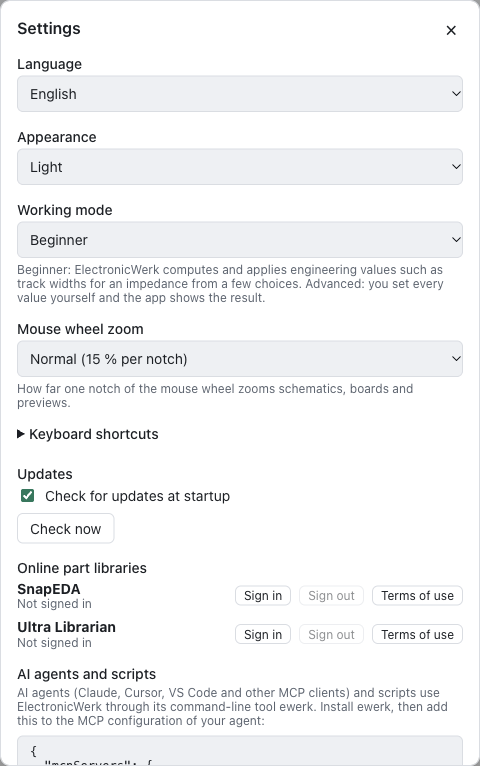 Settings
Language
English
Appearance
Light
Working mode
Beginner
Beginner: ElectronicWerk computes and applies engineering values such as
track widths for an impedance from a few choices. Advanced: you set every
value yourself and the app shows the result.
Mouse wheel zoom
Normal (15 % per notch)
How far one notch of the mouse wheel zooms schematics, boards and
previews.
Keyboard shortcuts
Updates
Check for updates at startup
Check now
Online part libraries
SnapEDA
Not signed in
Sign in Sign out Terms of use
Ultra Librarian
Not signed in
Sign in Sign out Terms of use
AI agents and scripts
AI agents (Claude, Cursor, VS Code and other MCP clients) and scripts use
ElectronicWerk through its command-line tool ewerk. Install ewerk, then add
this to the MCP configuration of your agent:
{
"mcpServers": {